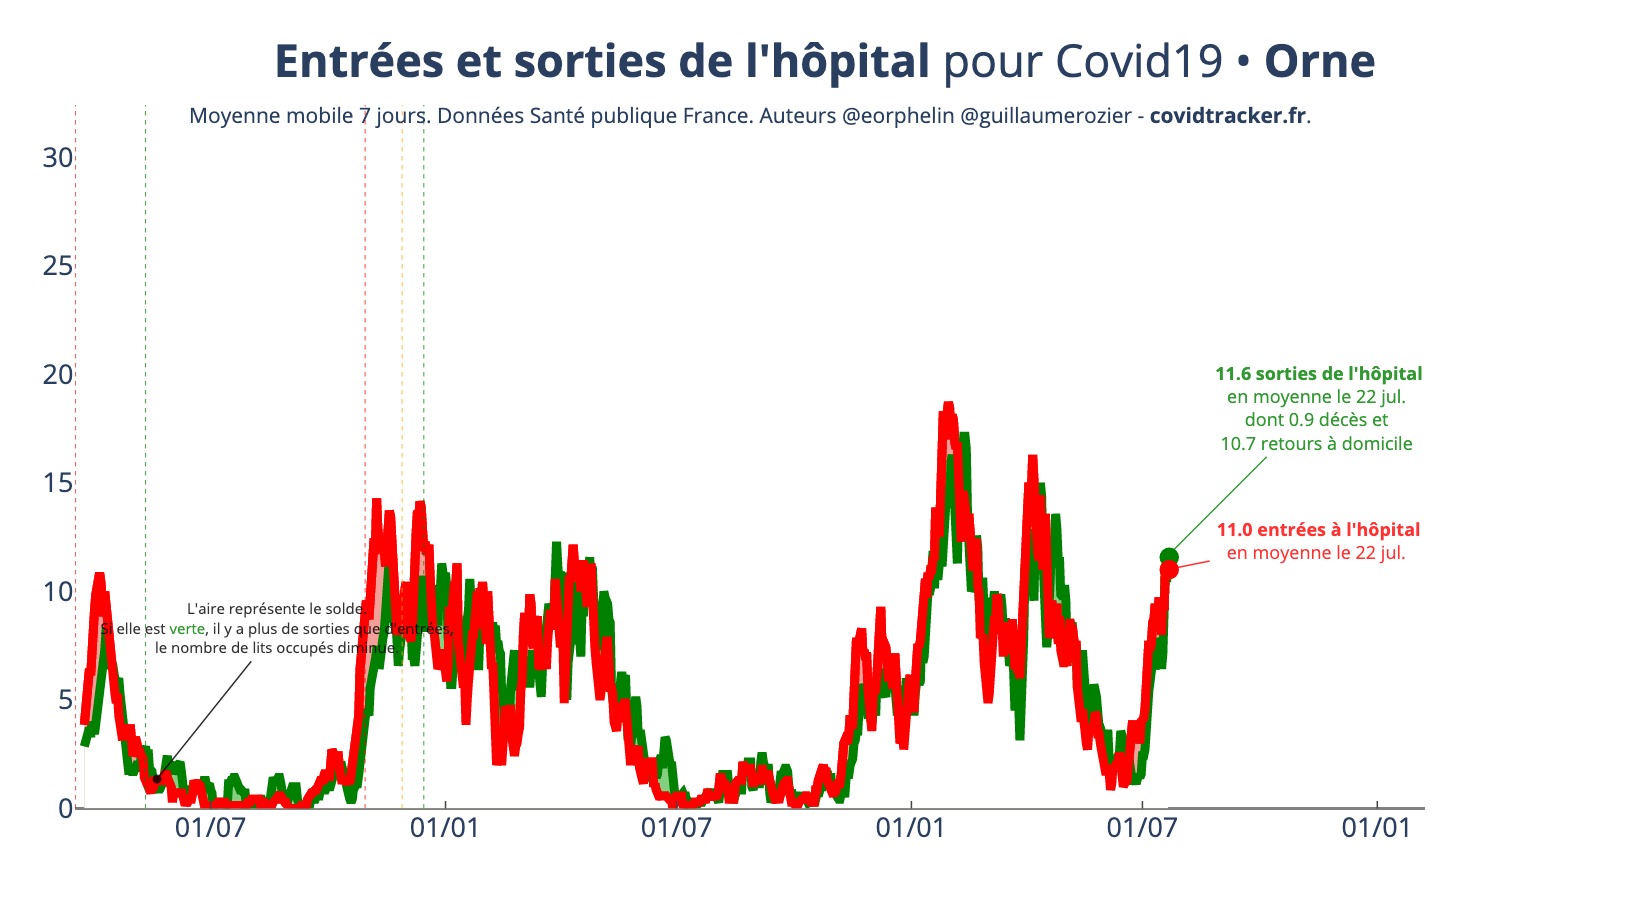 Entrées et sorties de l'hôpital pour Covid19 • Orne
Moyenne mobile 7 jours. Données Santé publique France. Auteurs @eorphelin @guillaumerozier - covidtracker.fr.
30
25
20
15
10
5
0
11.6 sorties de l'hôpital
en moyenne le 22 jul.
dont 0.9 décès et
10.7 retours à domicile
11.0 entrées à l'hôpital
en moyenne le 22 jul.
L'aire représente le solde.
Si elle est verte, il y a plus de sorties que d'entrées,
le nombre de lits occupés diminue.
01/07
01/01
01/07
01/01
01/07
01/01